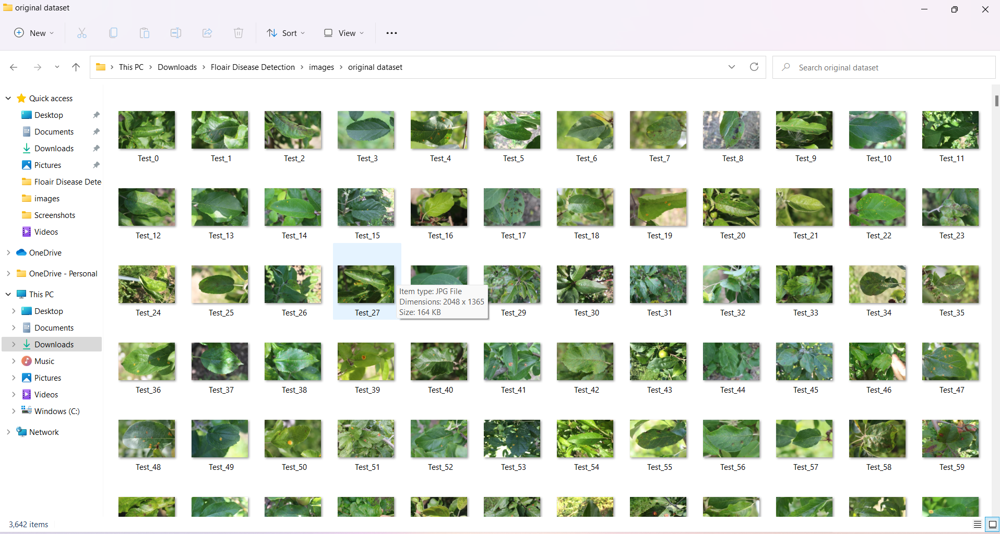 original dataset
New
Sort
View
This PC > Downloads > Floair Disease Detection > images > original dataset
Search original dataset
Quick access
Desktop
Documents
Downloads
Pictures
Floair Disease Dete
images
Screenshots
Videos
OneDrive
OneDrive - Personal
This PC
Desktop
Documents
Downloads
Music
Pictures
Videos
Windows (C:)
Network
Test_0 Test_1 Test_2 Test_3 Test_4 Test_5 Test_6 Test_7 Test_8 Test_9 Test_10 Test_11
Test_12 Test_13 Test_14 Test_15 Test_16 Test_17 Test_18 Test_19 Test_20 Test_21 Test_22 Test_23
Item type: JPG File
Dimensions: 2048 x 1365
Size: 164 KB
Test_24 Test_25 Test_26 Test_27 Test_29 Test_30 Test_31 Test_32 Test_33 Test_34 Test_35
Test_36 Test_37 Test_38 Test_39 Test_40 Test_41 Test_42 Test_43 Test_44 Test_45 Test_46 Test_47
Test_48 Test_49 Test_50 Test_51 Test_52 Test_53 Test_54 Test_55 Test_56 Test_57 Test_58 Test_59
3,642 items